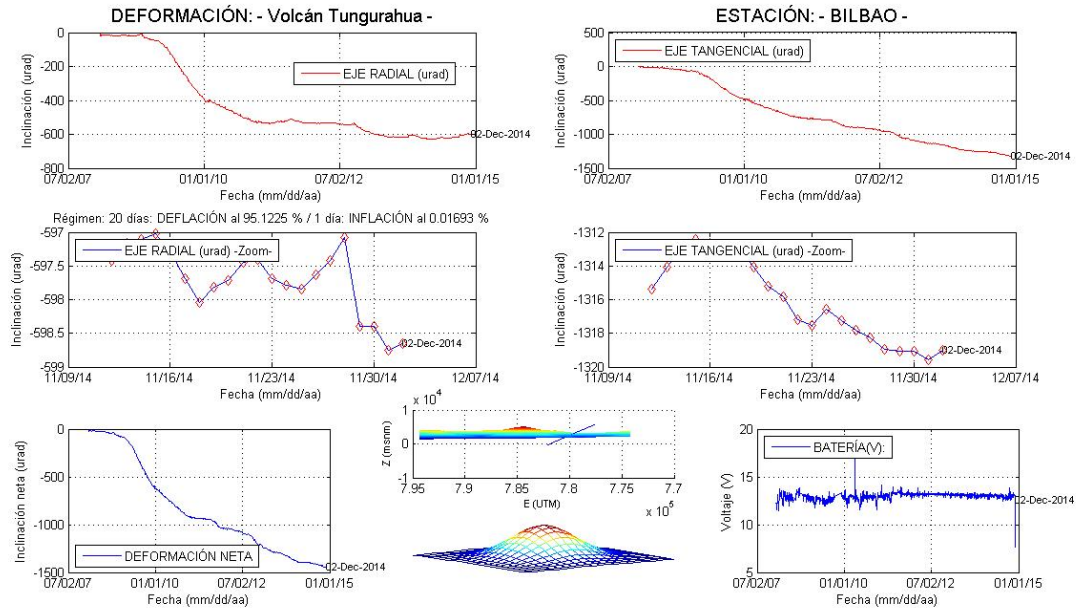 DEFORMACIÓN: - Volcán Tungurahua -
ESTACIÓN: - BILBAO -
Inclinación (urad)
0
-200
-400
-600
-800
EJE RADIAL (urad)
02-Dec-2014
07/02/07
01/01/10
07/02/12
01/01/15
Fecha (mm/dd/aa)
Inclinación (urad)
500
0
-500
-1000
-1500
EJE TANGENCIAL (urad)
02-Dec-2014
07/02/07
01/01/10
07/02/12
01/01/15
Fecha (mm/dd/aa)
Régimen: 20 días: DEFLACIÓN al 95.1225 % / 1 día: INFLACIÓN al 0.01693 %
Inclinación (urad)
-597
-597.5
-598
-598.5
-599
EJE RADIAL (urad) -Zoom-
02-Dec-2014
11/09/14
11/16/14
11/23/14
11/30/14
12/07/14
Fecha (mm/dd/aa)
Inclinación (urad)
-1312
-1314
-1316
-1318
-1320
EJE TANGENCIAL (urad) -Zoom-
02-Dec-2014
11/09/14
11/16/14
11/23/14
11/30/14
12/07/14
Fecha (mm/dd/aa)
Inclinación neta (urad)
0
-500
-1000
-1500
DEFORMACIÓN NETA
02-Dec-2014
07/02/07
01/01/10
07/02/12
01/01/15
Fecha (mm/dd/aa)
x 10^4
Z (msnm)
1
0
-1
7.95
7.9
7.85
7.8
7.75
7.7
E (UTM)
x 10^5
Voltaje (V)
20
15
10
5
BATERÍA(V):
02-Dec-2014
07/02/07
01/01/10
07/02/12
01/01/15
Fecha (mm/dd/aa)